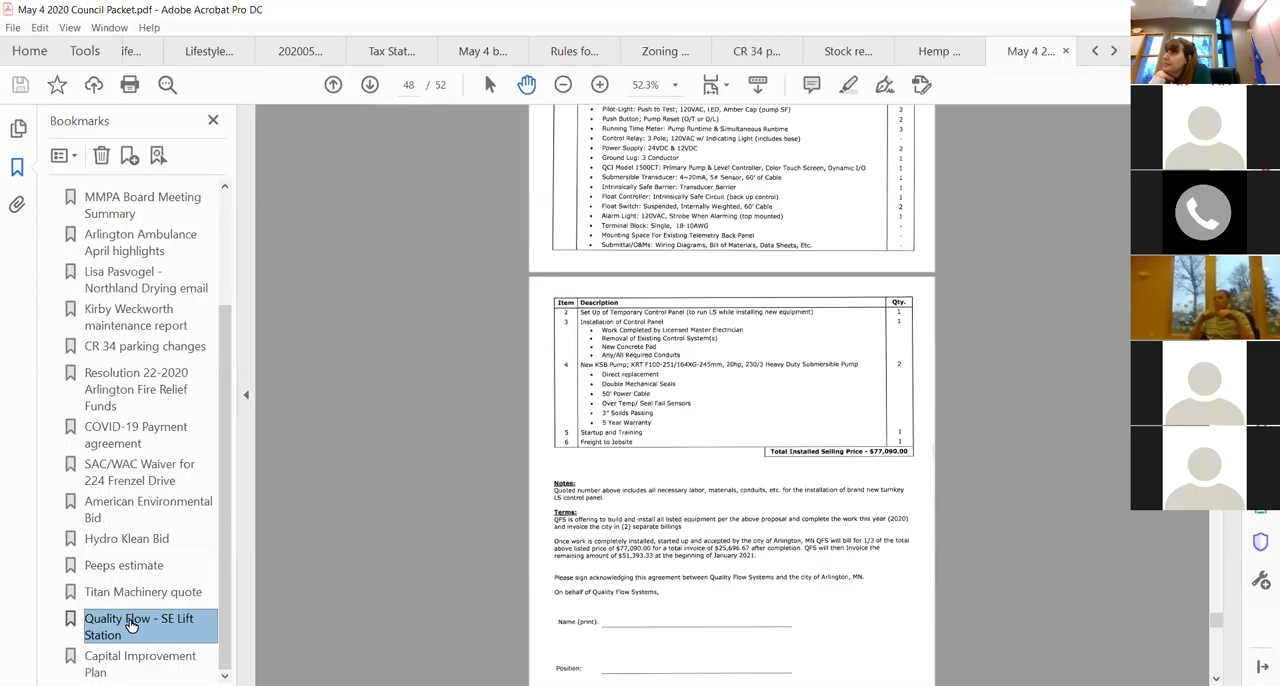 May 4 2020 Council Packet.pdf - Adobe Acrobat Pro DC
File Edit View Window Help
Home Tools ife... Lifestyle... 202005... Tax Stat... May 4 b... Rules fo... Zoning ... CR 34 p... Stock re... Hemp ... May 4 2... ×
48 / 52 52.3%
Bookmarks
MMPA Board Meeting
Summary
Arlington Ambulance
April highlights
Lisa Pasvogel -
Northland Drying email
Kirby Weckworth
maintenance report
CR 34 parking changes
Resolution 22-2020
Arlington Fire Relief
Funds
COVID-19 Payment
agreement
SAC/WAC Waiver for
224 Frenzel Drive
American Environmental
Bid
Hydro Klean Bid
Peeps estimate
Titan Machinery quote
Quality Flow - SE Lift
Station
Capital Improvement
Plan
• Pilot-Light: Push to Test; 120VAC, LED, Amber Cap (pump SF) 2
• Push Button; Pump Reset (O/T or O/L) 2
• Running Time Meter: Pump Runtime & Simultaneous Runtime 3
• Control Relay: 3 Pole; 120VAC w/ Indicating Light (includes base) -
• Power Supply: 24VDC & 12VDC 2
• Ground Lug: 3 Conductor 1
• QCI Model 1500CT: Primary Pump & Level Controller, Color Touch Screen, Dynamic I/O 1
• Submersible Transducer: 4~20mA, 5# Sensor, 60' of Cable 1
• Intrinsically Safe Barrier: Transducer Barrier 1
• Float Controller: Intrinsically Safe Circuit (back up control) 1
• Float Switch: Suspended, Internally Weighted, 60' Cable 2
• Alarm Light: 120VAC, Strobe When Alarming (top mounted) 1
• Terminal Block: Single, 18-10AWG -
• Mounting Space For Existing Telemetry Back Panel -
• Submittal/O&Ms: Wiring Diagrams, Bill of Materials, Data Sheets, Etc. -
Item Description Qty.
2 Set Up of Temporary Control Panel (to run LS while installing new equipment) 1
3 Installation of Control Panel 1
• Work Completed by Licensed Master Electrician
• Removal of Existing Control System(s)
• New Concrete Pad
• Any/All Required Conduits
4 New KSB Pump; KRT F100-251/164XG-245mm, 20hp, 230/3 Heavy Duty Submersible Pump 2
• Direct replacement
• Double Mechanical Seals
• 50' Power Cable
• Over Temp/ Seal Fail Sensors
• 3" Solids Passing
• 5 Year Warranty
5 Startup and Training 1
6 Freight to Jobsite 1
Total Installed Selling Price - $77,090.00
Notes:
Quoted number above includes all necessary labor, materials, conduits, etc. for the installation of brand new turnkey
LS control panel.
Terms:
QFS is offering to build and install all listed equipment per the above proposal and complete the work this year (2020)
and invoice the city in (2) separate billings
Once work is completely installed, started up and accepted by the city of Arlington, MN QFS will bill for 1/3 of the total
above listed price of $77,090.00 for a total invoice of $25,696.67 after completion. QFS will then Invoice the
remaining amount of $51,393.33 at the beginning of January 2021.
Please sign acknowledging this agreement between Quality Flow Systems and the city of Arlington, MN.
On behalf of Quality Flow Systems,
Name (print):
Position: